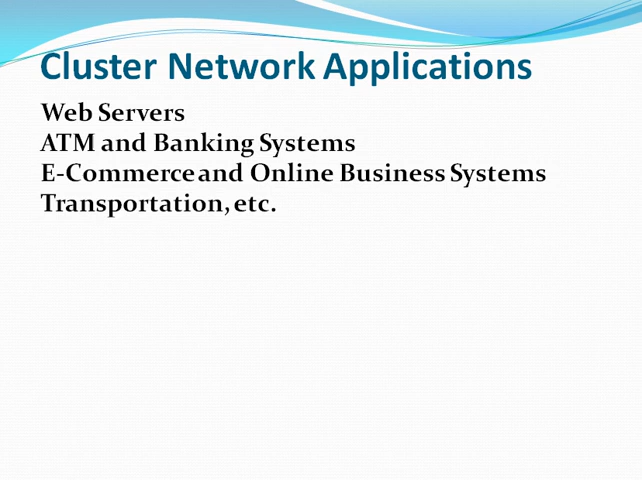 Cluster Network Applications
Web Servers
ATM and Banking Systems
E-Commerce and Online Business Systems
Transportation, etc.